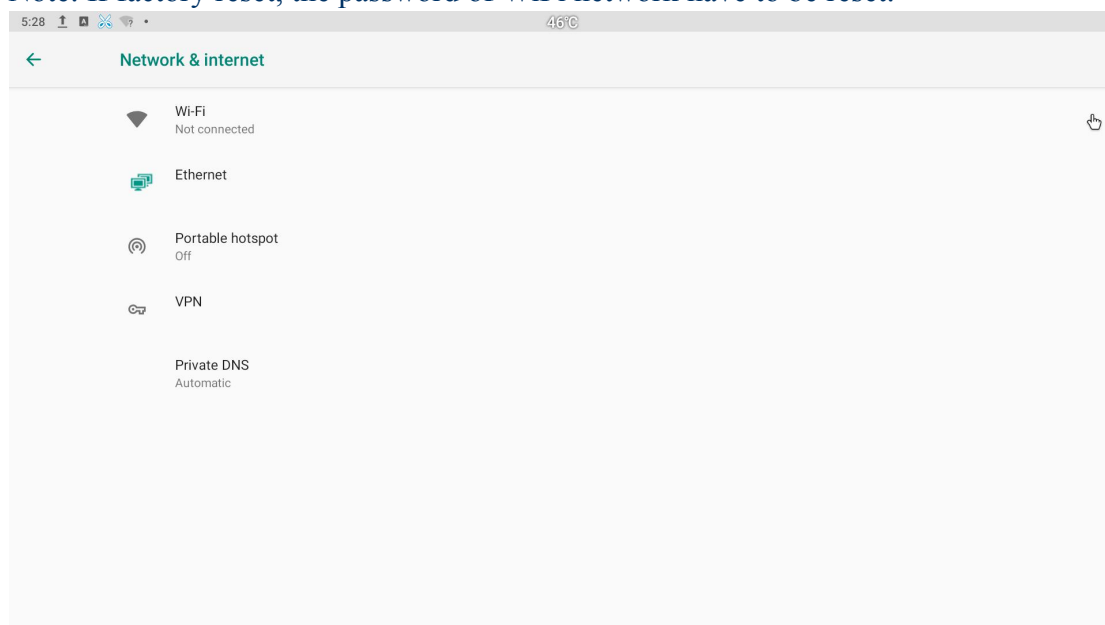 Note: If factory reset, the password of WiFi network have to be reset.
5:28
46°C
Network & internet
Wi-Fi
Not connected
Ethernet
Portable hotspot
Off
VPN
Private DNS
Automatic